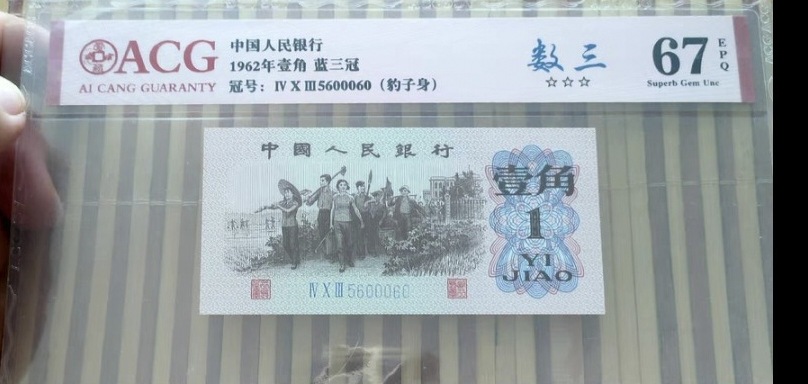 ACG
AI CANG GUARANTY
中国人民银行
1962年壹角 蓝三冠
冠号：Ⅳ Ⅹ Ⅲ5600060（豹子身）
数三
☆☆☆
67 EPQ
Superb Gem Unc
中國人民銀行
壹角
1
YI
JIAO
Ⅳ Ⅹ Ⅲ 5600060